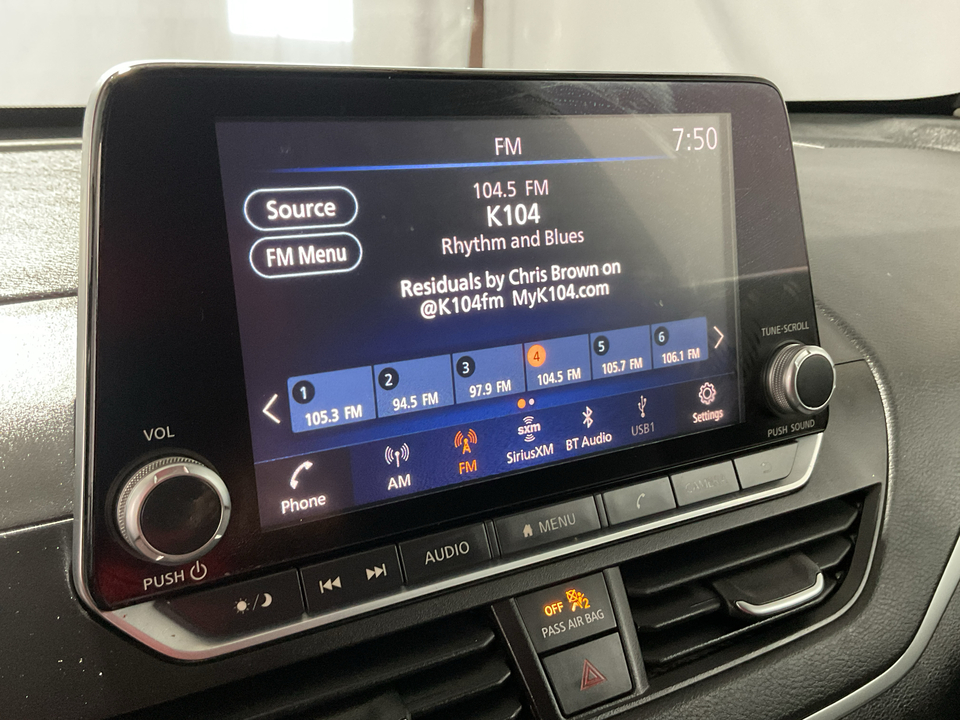 FM
7:50
Source
104.5 FM
K104
Rhythm and Blues
FM Menu
Residuals by Chris Brown on
@K104fm MyK104.com
1 2 3 4 5 6
105.3 FM 94.5 FM 97.9 FM 104.5 FM 105.7 FM 106.1 FM
Phone
AM
FM
sxm
SiriusXM
BT Audio
USB1
Settings
TUNE·SCROLL
PUSH SOUND
VOL
PUSH
AUDIO
MENU
OFF 2
PASS AIR BAG